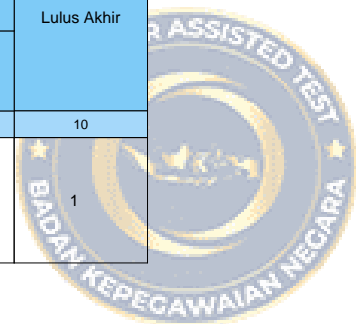 Lulus Akhir
10
1
R ASSISTED TEST
BADAN KEPEGAWAIAN NEGARA